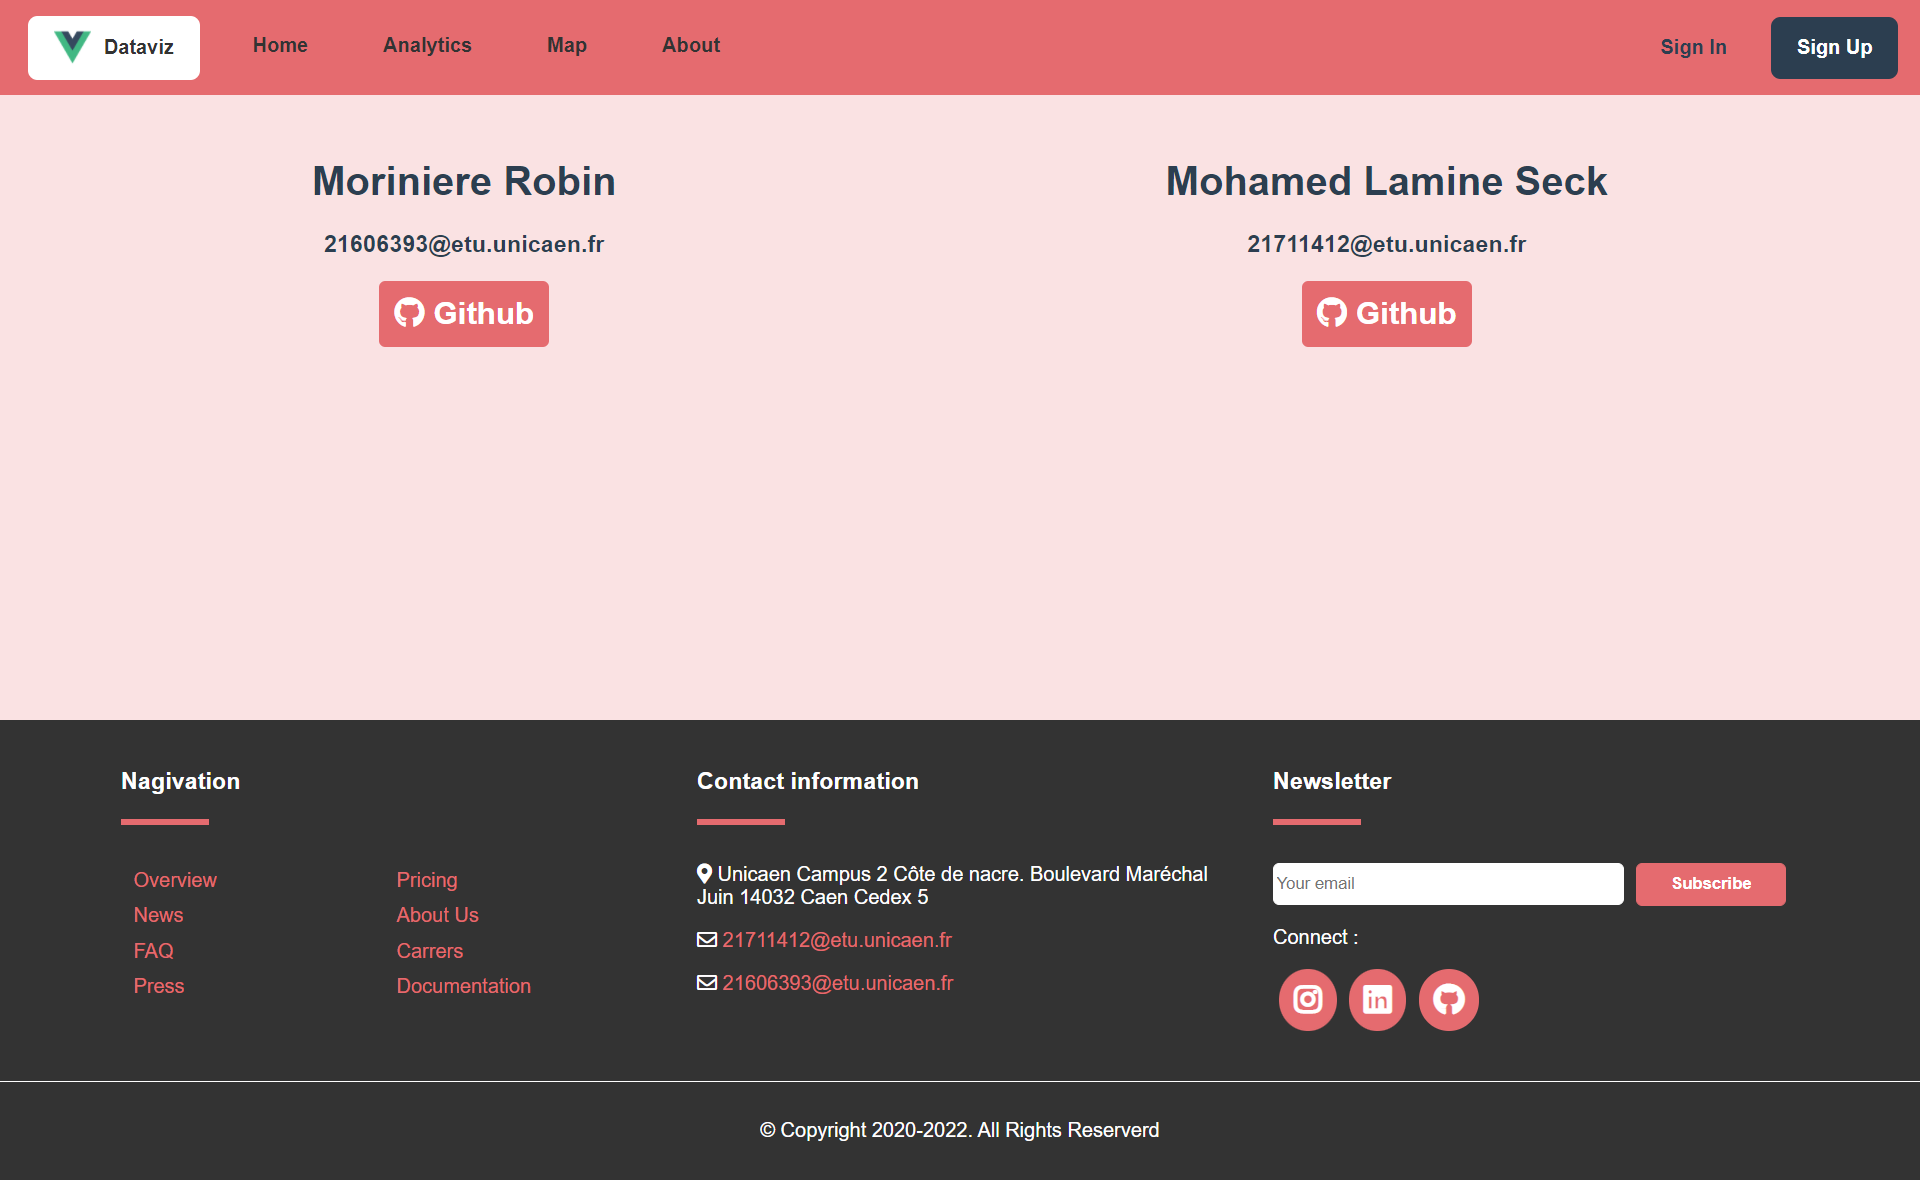 Dataviz
Home
Analytics
Map
About
Sign In
Sign Up
Moriniere Robin
21606393@etu.unicaen.fr
Github
Mohamed Lamine Seck
21711412@etu.unicaen.fr
Github
Nagivation
Overview
News
FAQ
Press
Pricing
About Us
Carrers
Documentation
Contact information
Unicaen Campus 2 Côte de nacre. Boulevard Maréchal
Juin 14032 Caen Cedex 5
21711412@etu.unicaen.fr
21606393@etu.unicaen.fr
Newsletter
Your email
Subscribe
Connect :
in
© Copyright 2020-2022. All Rights Reserverd